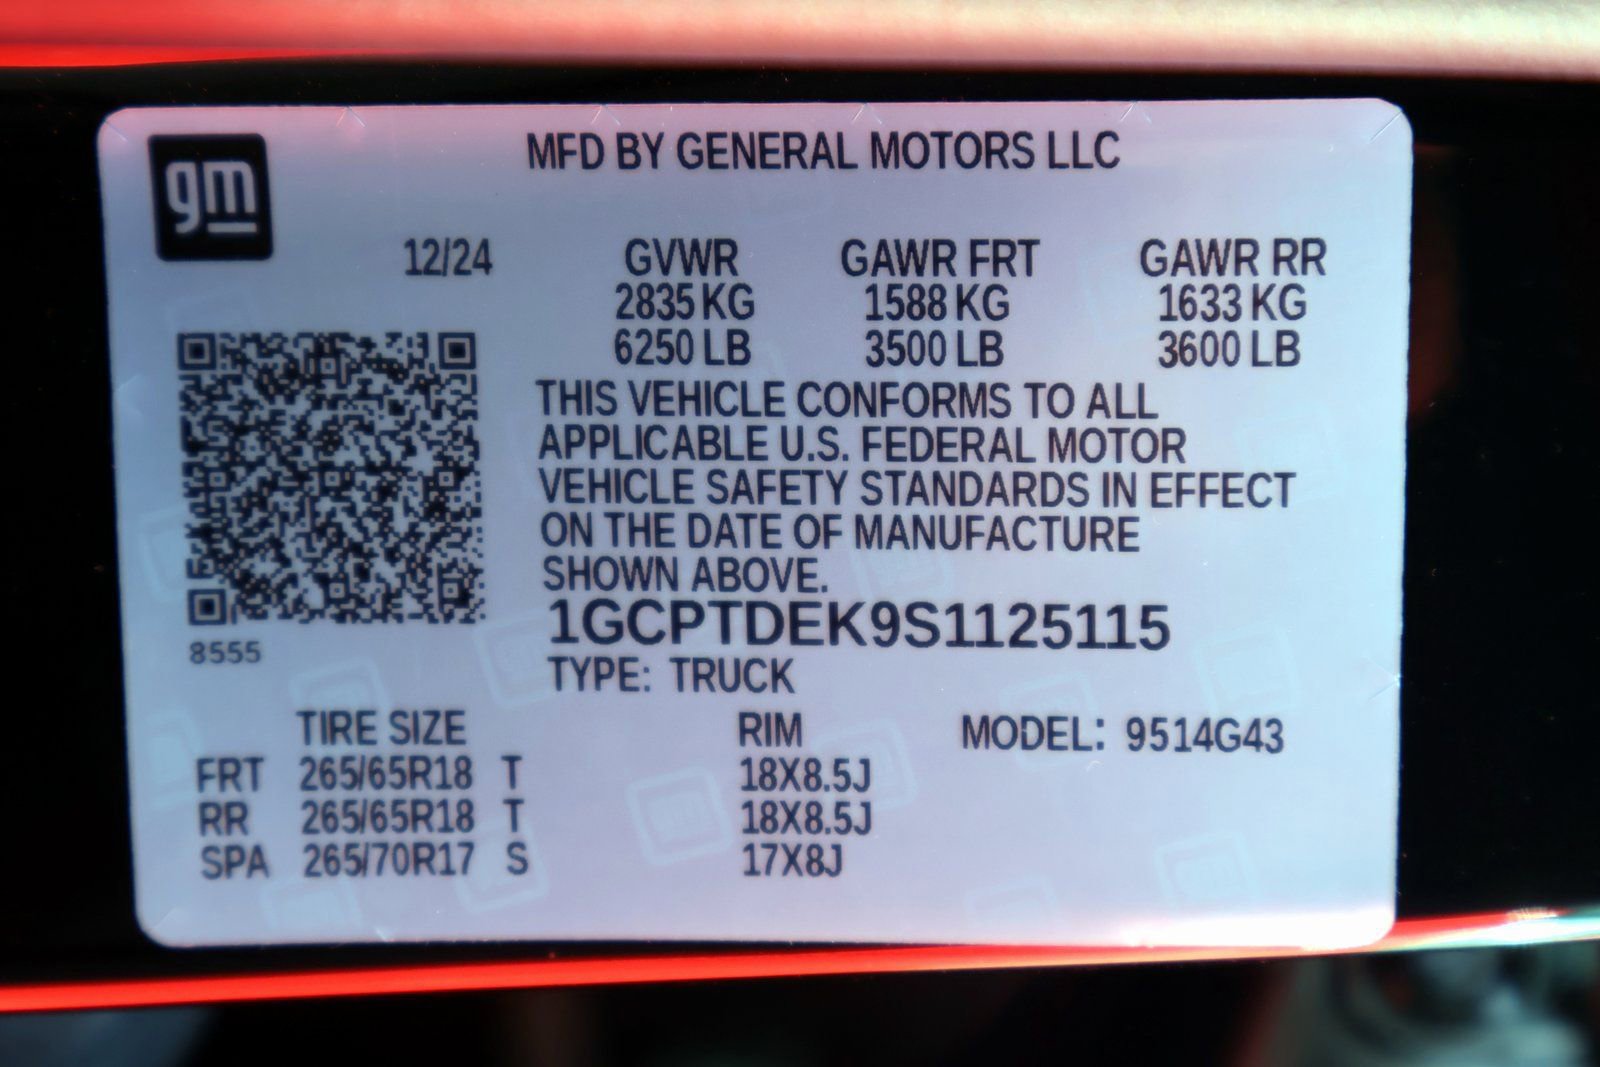 gm
MFD BY GENERAL MOTORS LLC
12/24 GVWR GAWR FRT GAWR RR
2835 KG 1588 KG 1633 KG
6250 LB 3500 LB 3600 LB
THIS VEHICLE CONFORMS TO ALL
APPLICABLE U.S. FEDERAL MOTOR
VEHICLE SAFETY STANDARDS IN EFFECT
ON THE DATE OF MANUFACTURE
SHOWN ABOVE.
1GCPTDEK9S1125115
8555
TYPE: TRUCK
TIRE SIZE RIM MODEL: 9514G43
FRT 265/65R18 T 18X8.5J
RR 265/65R18 T 18X8.5J
SPA 265/70R17 S 17X8J